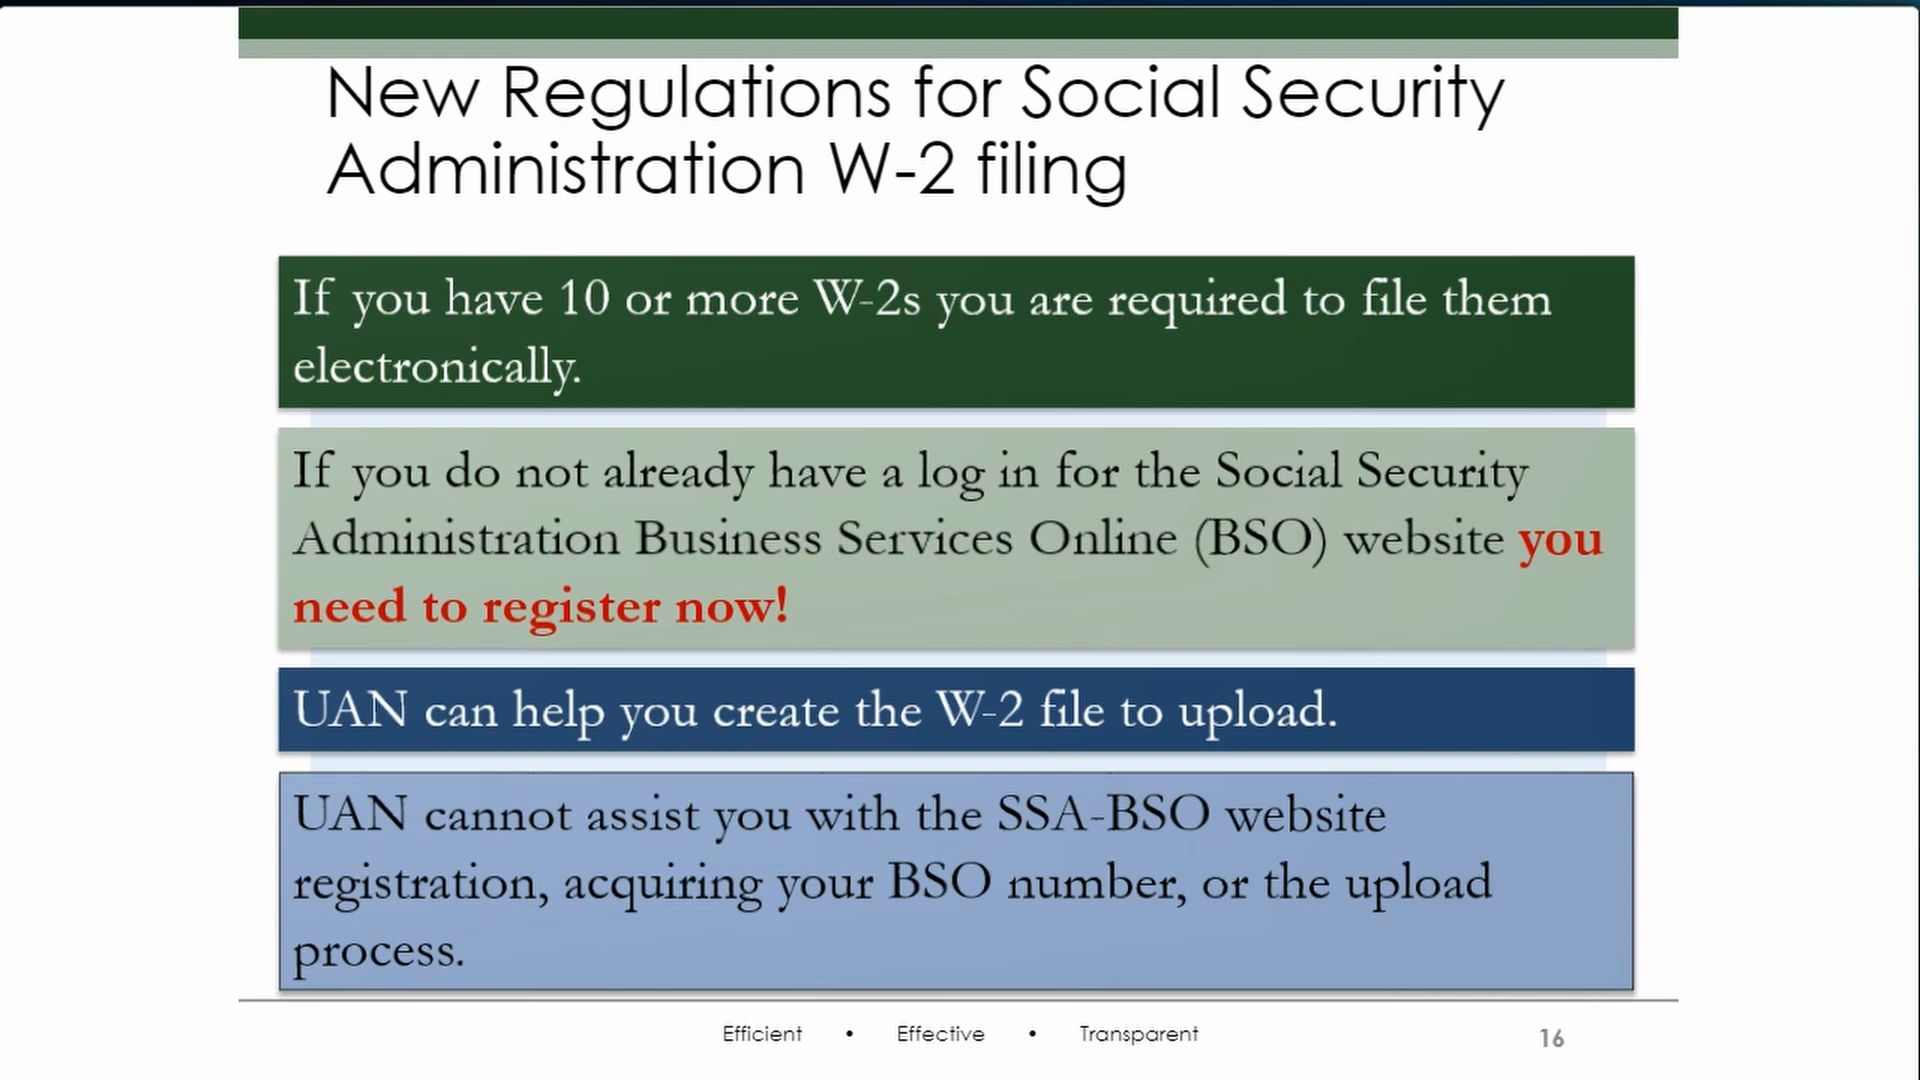 New Regulations for Social Security
Administration W-2 filing
If you have 10 or more W-2s you are required to file them
electronically.
If you do not already have a log in for the Social Security
Administration Business Services Online (BSO) website you
need to register now!
UAN can help you create the W-2 file to upload.
UAN cannot assist you with the SSA-BSO website
registration, acquiring your BSO number, or the upload
process.
Efficient • Effective • Transparent
16